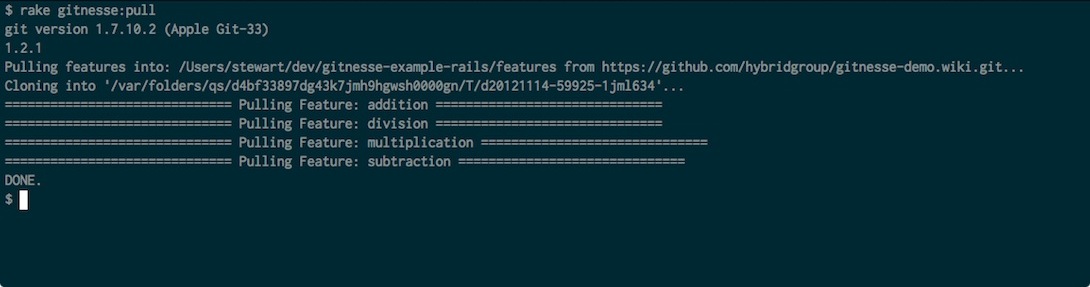 $ rake gitnesse:pull
git version 1.7.10.2 (Apple Git-33)
1.2.1
Pulling features into: /Users/stewart/dev/gitnesse-example-rails/features from https://github.com/hybridgroup/gitnesse-demo.wiki.git...
Cloning into '/var/folders/qs/d4bf33897dg43k7jmh9hgwsh0000gn/T/d20121114-59925-1jml634'...
============================== Pulling Feature: addition ==============================
============================== Pulling Feature: division ==============================
============================== Pulling Feature: multiplication ==============================
============================== Pulling Feature: subtraction ==============================
DONE.
$